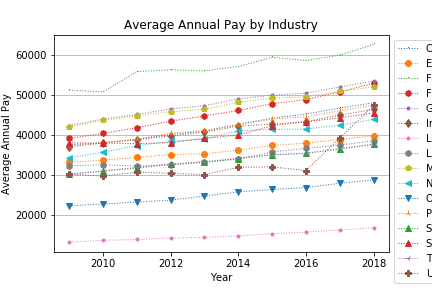 Average Annual Pay by Industry
Average Annual Pay
60000
50000
40000
30000
20000
2010
2012
2014
2016
2018
Year
C
E
F
F
G
In
L
L
M
N
O
P
S
S
T
U